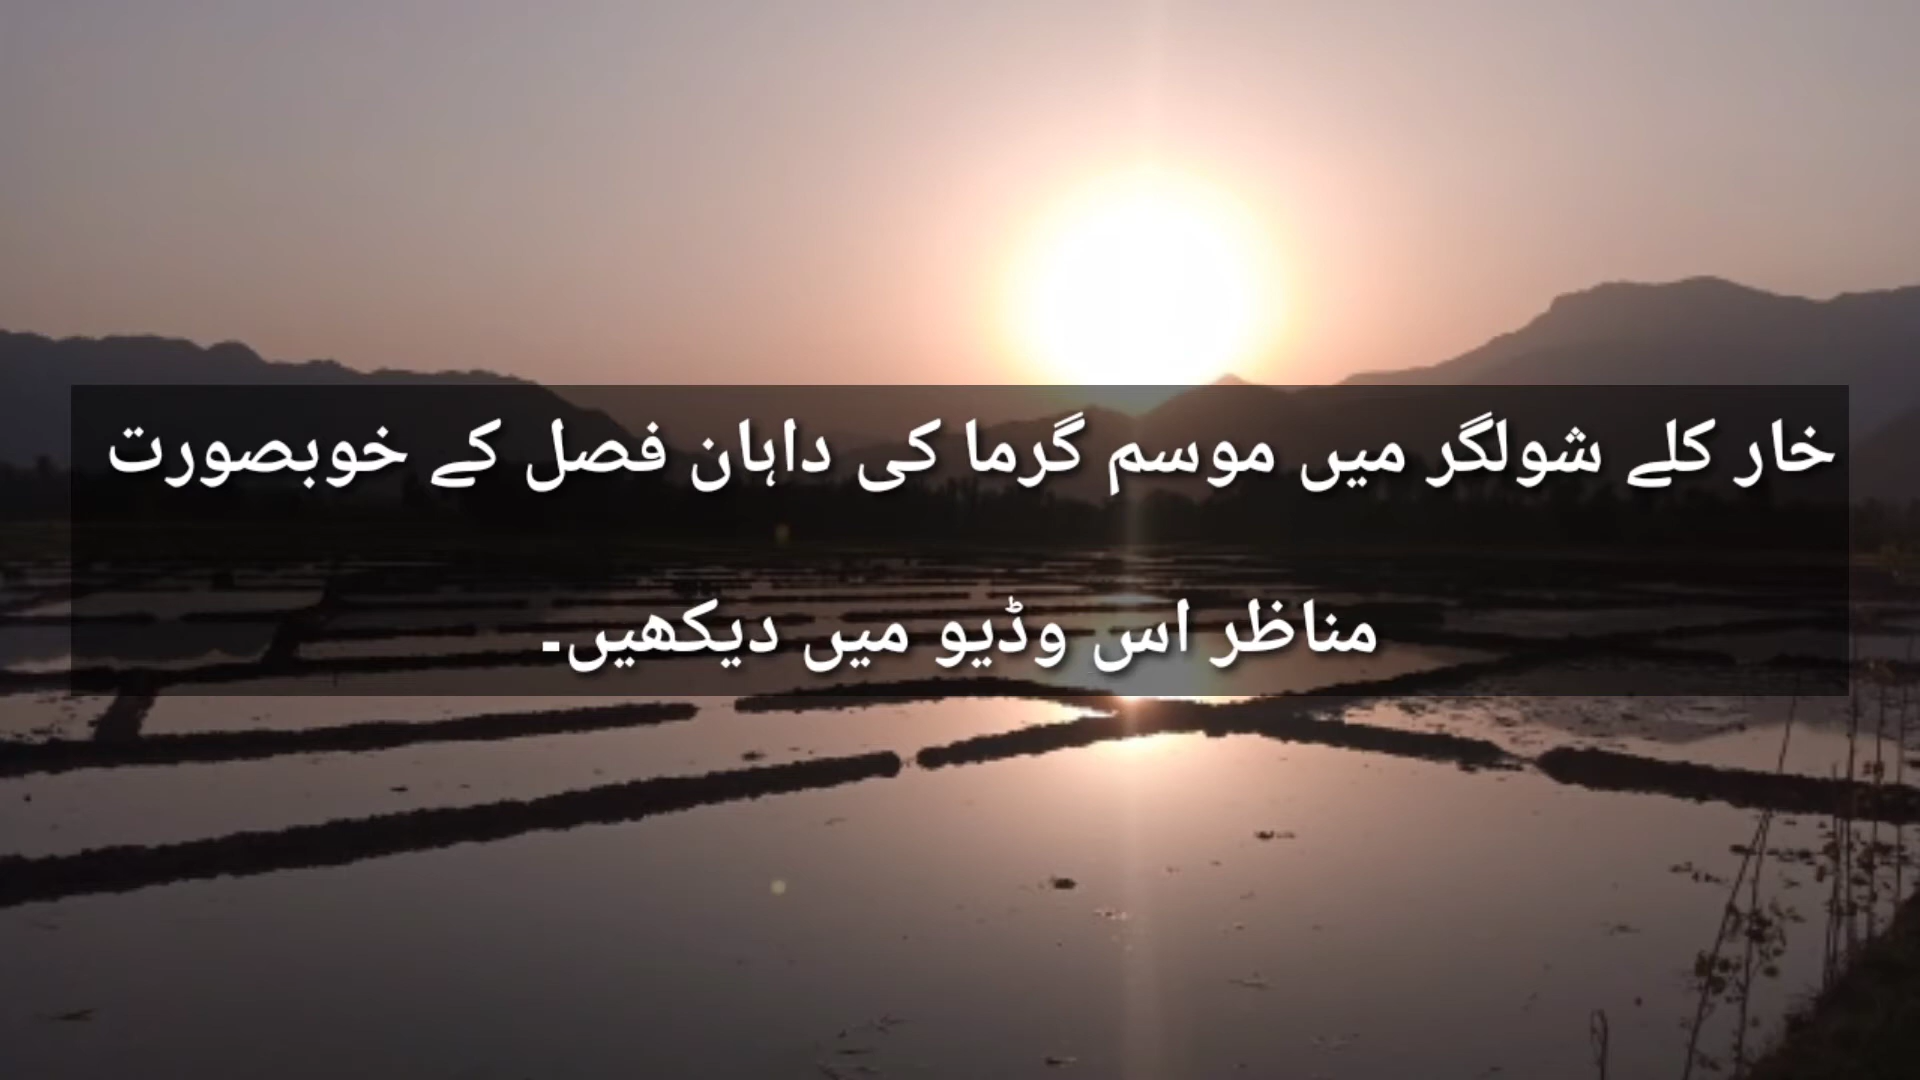 خار کلے شولگر میں موسم گرما کی داہان فصل کے خوبصورت
مناظر اس وڈیو میں دیکھیں۔